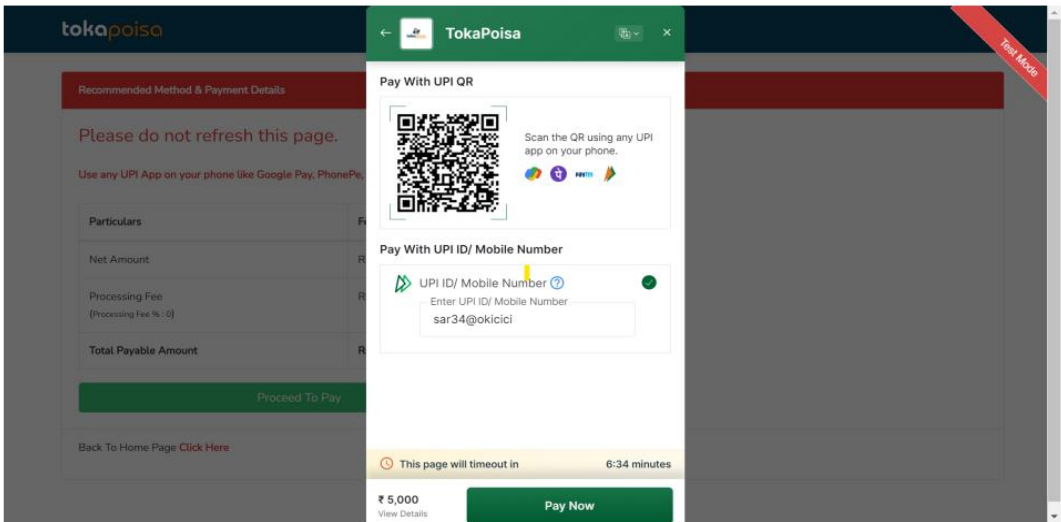 tokapoisa
TokaPoisa
Test Mode
Recommended Method & Payment Details
Please do not refresh this page.
Use any UPI App on your phone like Google Pay, PhonePe,
Particulars
Net Amount
Processing Fee
(Processing Fee % : 0)
Total Payable Amount
Proceed To Pay
Back To Home Page Click Here
Pay With UPI QR
Scan the QR using any UPI
app on your phone.
Paytm
Pay With UPI ID/ Mobile Number
UPI ID/ Mobile Number
Enter UPI ID/ Mobile Number
sar34@okicici
This page will timeout in 6:34 minutes
₹ 5,000
View Details
Pay Now